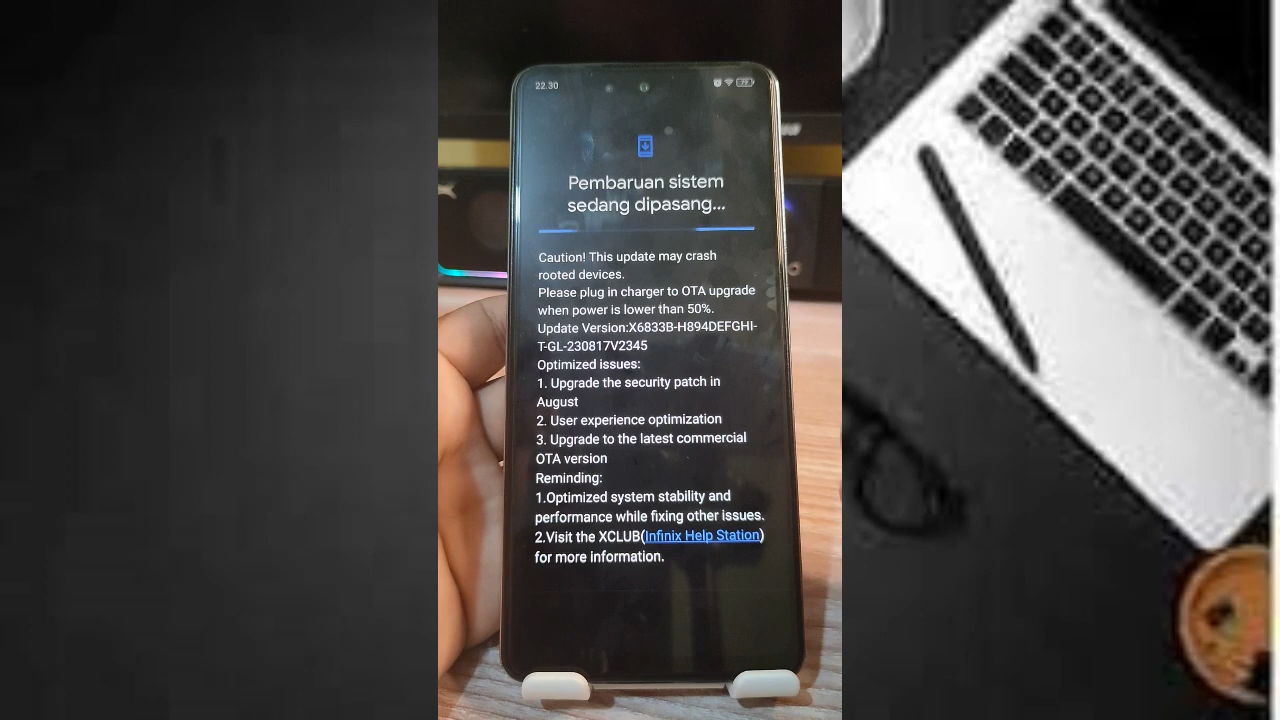 22.30
79
Pembaruan sistem
sedang dipasang...
Caution! This update may crash
rooted devices.
Please plug in charger to OTA upgrade
when power is lower than 50%.
Update Version:X6833B-H894DEFGHI-
T-GL-230817V2345
Optimized issues:
1. Upgrade the security patch in
August
2. User experience optimization
3. Upgrade to the latest commercial
OTA version
Reminding:
1.Optimized system stability and
performance while fixing other issues.
2.Visit the XCLUB(Infinix Help Station)
for more information.